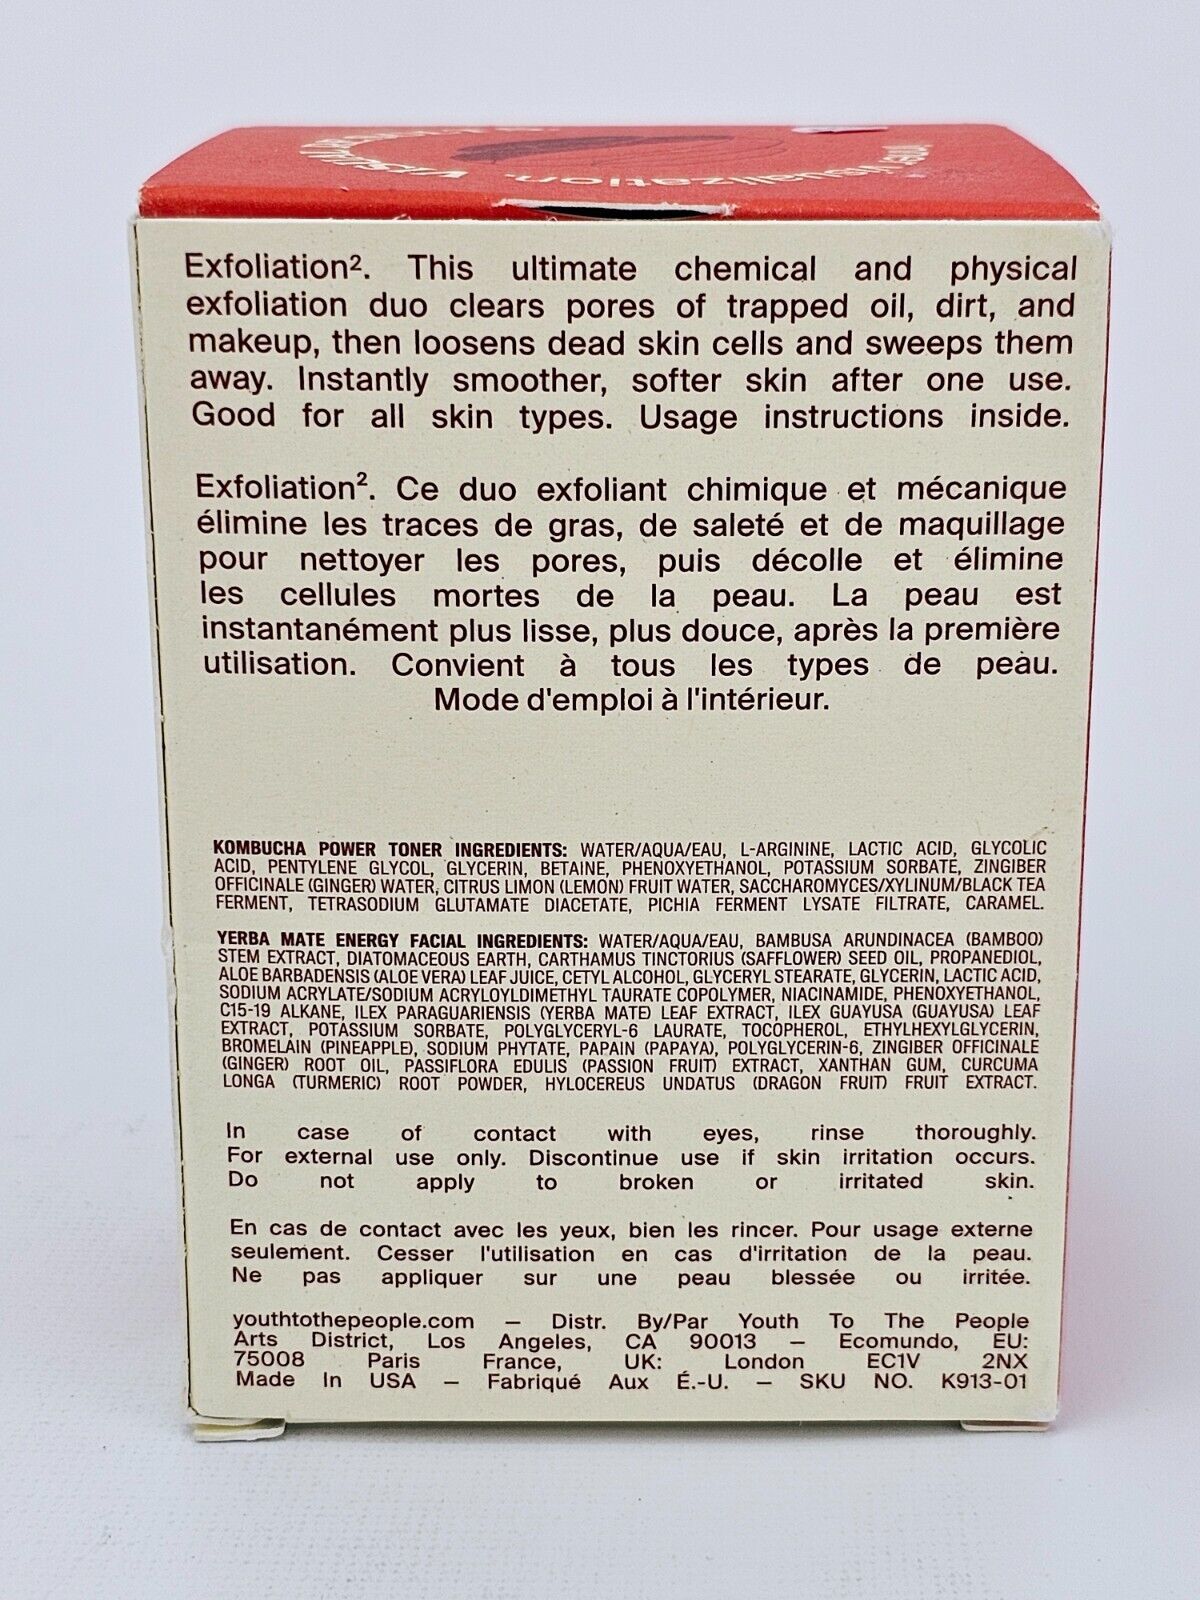 Visualization.
Exfoliation². This ultimate chemical and physical
exfoliation duo clears pores of trapped oil, dirt, and
makeup, then loosens dead skin cells and sweeps them
away. Instantly smoother, softer skin after one use.
Good for all skin types. Usage instructions inside.
Exfoliation². Ce duo exfoliant chimique et mécanique
élimine les traces de gras, de saleté et de maquillage
pour nettoyer les pores, puis décolle et élimine
les cellules mortes de la peau. La peau est
instantanément plus lisse, plus douce, après la première
utilisation. Convient à tous les types de peau.
Mode d'emploi à l'intérieur.
KOMBUCHA POWER TONER INGREDIENTS: WATER/AQUA/EAU, L-ARGININE, LACTIC ACID, GLYCOLIC
ACID, PENTYLENE GLYCOL, GLYCERIN, BETAINE, PHENOXYETHANOL, POTASSIUM SORBATE, ZINGIBER
OFFICINALE (GINGER) WATER, CITRUS LIMON (LEMON) FRUIT WATER, SACCHAROMYCES/XYLINUM/BLACK TEA
FERMENT, TETRASODIUM GLUTAMATE DIACETATE, PICHIA FERMENT LYSATE FILTRATE, CARAMEL.
YERBA MATE ENERGY FACIAL INGREDIENTS: WATER/AQUA/EAU, BAMBUSA ARUNDINACEA (BAMBOO)
STEM EXTRACT, DIATOMACEOUS EARTH, CARTHAMUS TINCTORIUS (SAFFLOWER) SEED OIL, PROPANEDIOL,
ALOE BARBADENSIS (ALOE VERA) LEAF JUICE, CETYL ALCOHOL, GLYCERYL STEARATE, GLYCERIN, LACTIC ACID,
SODIUM ACRYLATE/SODIUM ACRYLOYLDIMETHYL TAURATE COPOLYMER, NIACINAMIDE, PHENOXYETHANOL,
C15-19 ALKANE, ILEX PARAGUARIENSIS (YERBA MATE) LEAF EXTRACT, ILEX GUAYUSA (GUAYUSA) LEAF
EXTRACT, POTASSIUM SORBATE, POLYGLYCERYL-6 LAURATE, TOCOPHEROL, ETHYLHEXYLGLYCERIN,
BROMELAIN (PINEAPPLE), SODIUM PHYTATE, PAPAIN (PAPAYA), POLYGLYCERIN-6, ZINGIBER OFFICINALE
(GINGER) ROOT OIL, PASSIFLORA EDULIS (PASSION FRUIT) EXTRACT, XANTHAN GUM, CURCUMA
LONGA (TURMERIC) ROOT POWDER, HYLOCEREUS UNDATUS (DRAGON FRUIT) FRUIT EXTRACT.
In case of contact with eyes, rinse thoroughly.
For external use only. Discontinue use if skin irritation occurs.
Do not apply to broken or irritated skin.
En cas de contact avec les yeux, bien les rincer. Pour usage externe
seulement. Cesser l'utilisation en cas d'irritation de la peau.
Ne pas appliquer sur une peau blessée ou irritée.
youthtothepeople.com — Distr. By/Par Youth To The People
Arts District, Los Angeles, CA 90013 — Ecomundo, EU:
75008 Paris France, UK: London EC1V 2NX
Made In USA — Fabriqué Aux É.-U. — SKU NO. K913-01